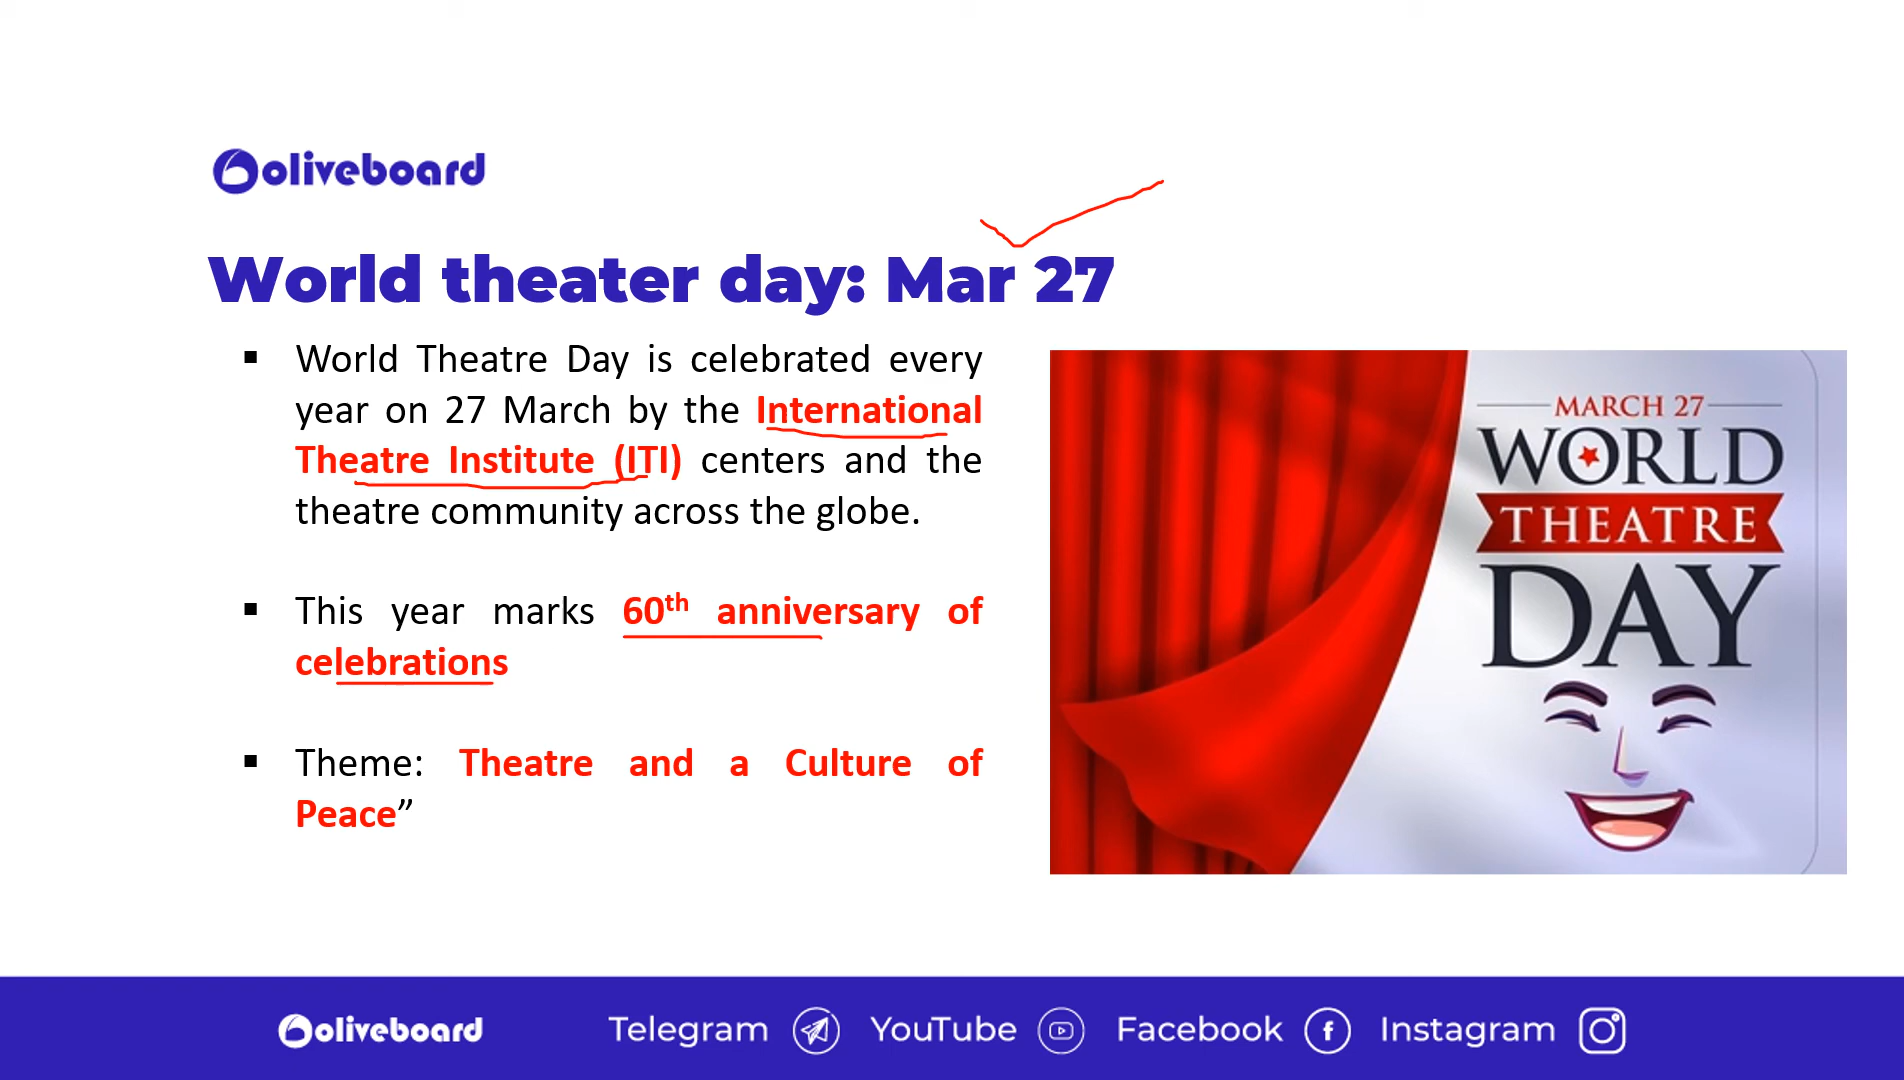 oliveboard
World theater day: Mar 27
▪ World Theatre Day is celebrated every
year on 27 March by the International
Theatre Institute (ITI) centers and the
theatre community across the globe.
▪ This year marks 60th anniversary of
celebrations
▪ Theme: Theatre and a Culture of
Peace”
MARCH 27
WORLD
THEATRE
DAY
oliveboard Telegram YouTube Facebook Instagram